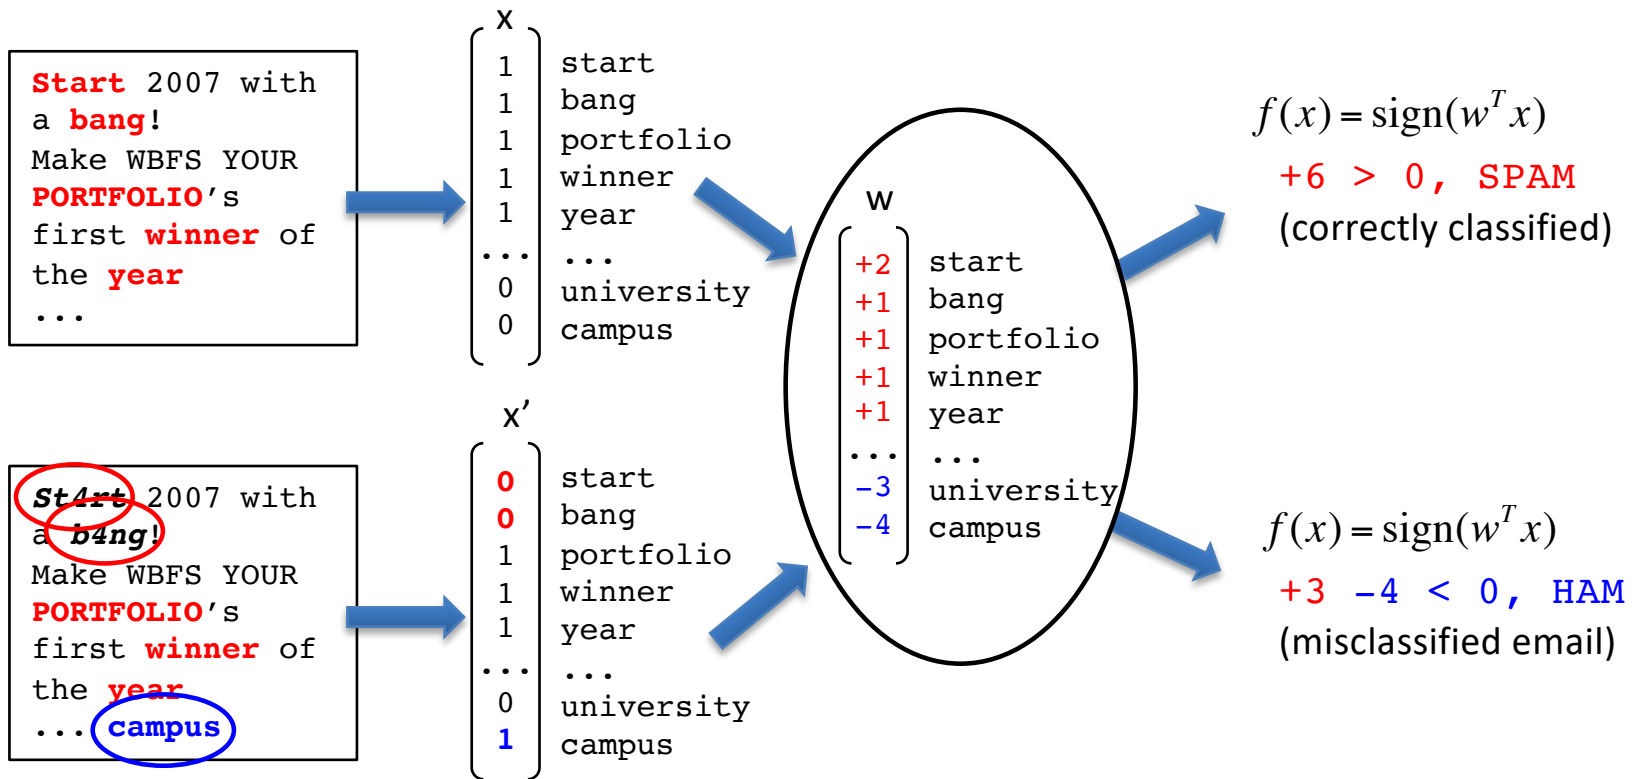 Start 2007 with
a bang!
Make WBFS YOUR
PORTFOLIO's
first winner of
the year
...
x
1 start
1 bang
1 portfolio
1 winner
1 year
... ...
0 university
0 campus
St4rt 2007 with
a b4ng!
Make WBFS YOUR
PORTFOLIO's
first winner of
the year
... campus
x’
0 start
0 bang
1 portfolio
1 winner
1 year
... ...
0 university
1 campus
w
+2 start
+1 bang
+1 portfolio
+1 winner
+1 year
... ...
-3 university
-4 campus
f(x) = sign(w^T x)
+6 > 0, SPAM
(correctly classified)
f(x) = sign(w^T x)
+3 -4 < 0, HAM
(misclassified email)